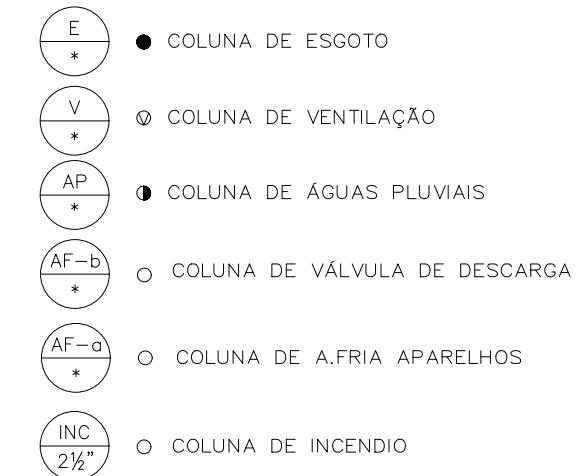 E
* COLUNA DE ESGOTO
V
* V COLUNA DE VENTILAÇÃO
AP
* COLUNA DE ÁGUAS PLUVIAIS
AF-b
* COLUNA DE VÁLVULA DE DESCARGA
AF-a
* COLUNA DE A.FRIA APARELHOS
INC
2½" COLUNA DE INCENDIO